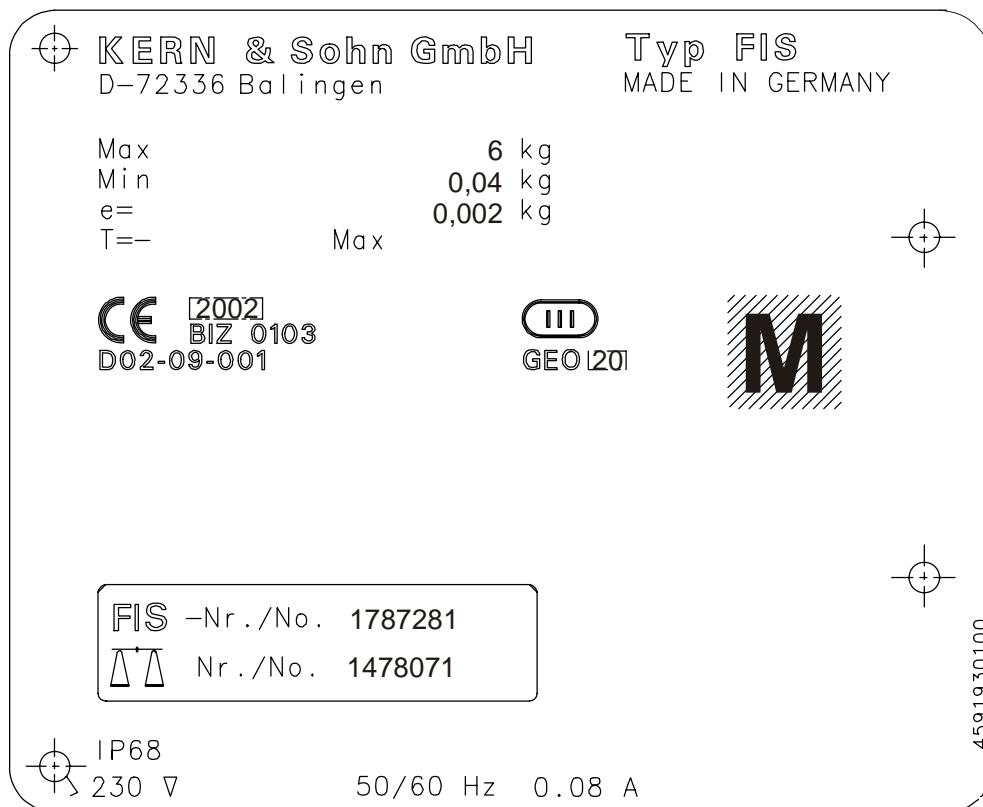 KERN & Sohn GmbH
Typ FIS
D-72336 Balingen
MADE IN GERMANY
Max 6 kg
Min 0,04 kg
e= 0,002 kg
T=- Max
CE 2002
BIZ 0103
D02-09-001
III
GEO 20
M
FIS -Nr./No. 1787281
Nr./No. 1478071
IP68
230 V 50/60 Hz 0.08 A
4591930100